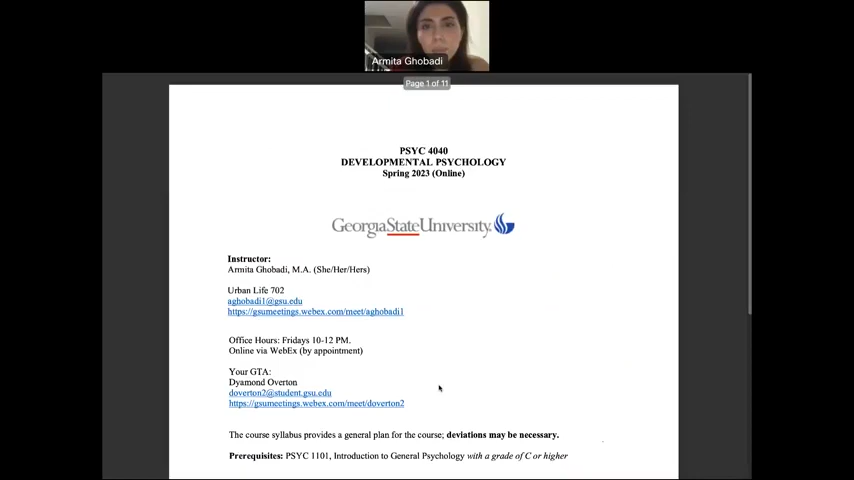 Armita Ghobadi
Page 1 of 11
PSYC 4040
DEVELOPMENTAL PSYCHOLOGY
Spring 2023 (Online)
GeorgiaStateUniversity.
Instructor:
Armita Ghobadi, M.A. (She/Her/Hers)
Urban Life 702
aghobadi1@gsu.edu
https://gsumeetings.webex.com/meet/aghobadi1
Office Hours: Fridays 10-12 PM.
Online via WebEx (by appointment)
Your GTA:
Dyamond Overton
doverton2@student.gsu.edu
https://gsumeetings.webex.com/meet/doverton2
The course syllabus provides a general plan for the course; deviations may be necessary.
Prerequisites: PSYC 1101, Introduction to General Psychology with a grade of C or higher